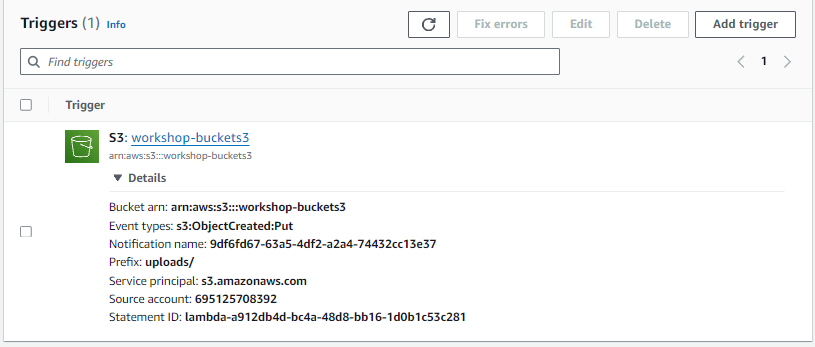 Triggers (1) Info
Fix errors
Edit
Delete
Add trigger
Find triggers
1
Trigger
S3: workshop-buckets3
arn:aws:s3:::workshop-buckets3
Details
Bucket arn: arn:aws:s3:::workshop-buckets3
Event types: s3:ObjectCreated:Put
Notification name: 9df6fd67-63a5-4df2-a2a4-74432cc13e37
Prefix: uploads/
Service principal: s3.amazonaws.com
Source account: 695125708392
Statement ID: lambda-a912db4d-bc4a-48d8-bb16-1d0b1c53c281